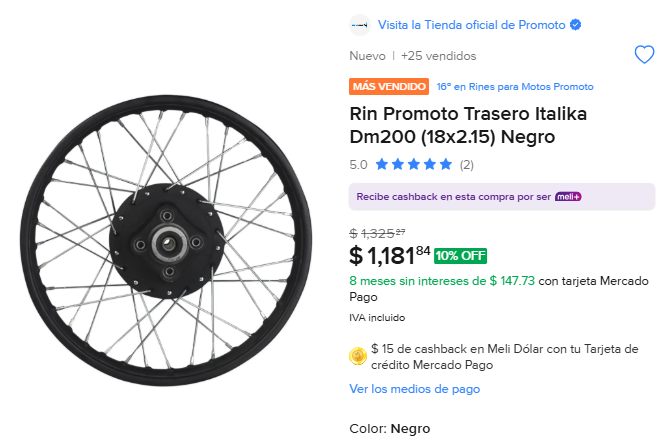 Visita la Tienda oficial de Promoto
Nuevo | +25 vendidos
MÁS VENDIDO 16º en Rines para Motos Promoto
Rin Promoto Trasero Italika
Dm200 (18x2.15) Negro
5.0 (2)
Recibe cashback en esta compra por ser meli+
$ 1,325 27
$ 1,181 84 10% OFF
8 meses sin intereses de $ 147.73 con tarjeta Mercado
Pago
IVA incluido
$ 15 de cashback en Meli Dólar con tu Tarjeta de
crédito Mercado Pago
Ver los medios de pago
Color: Negro